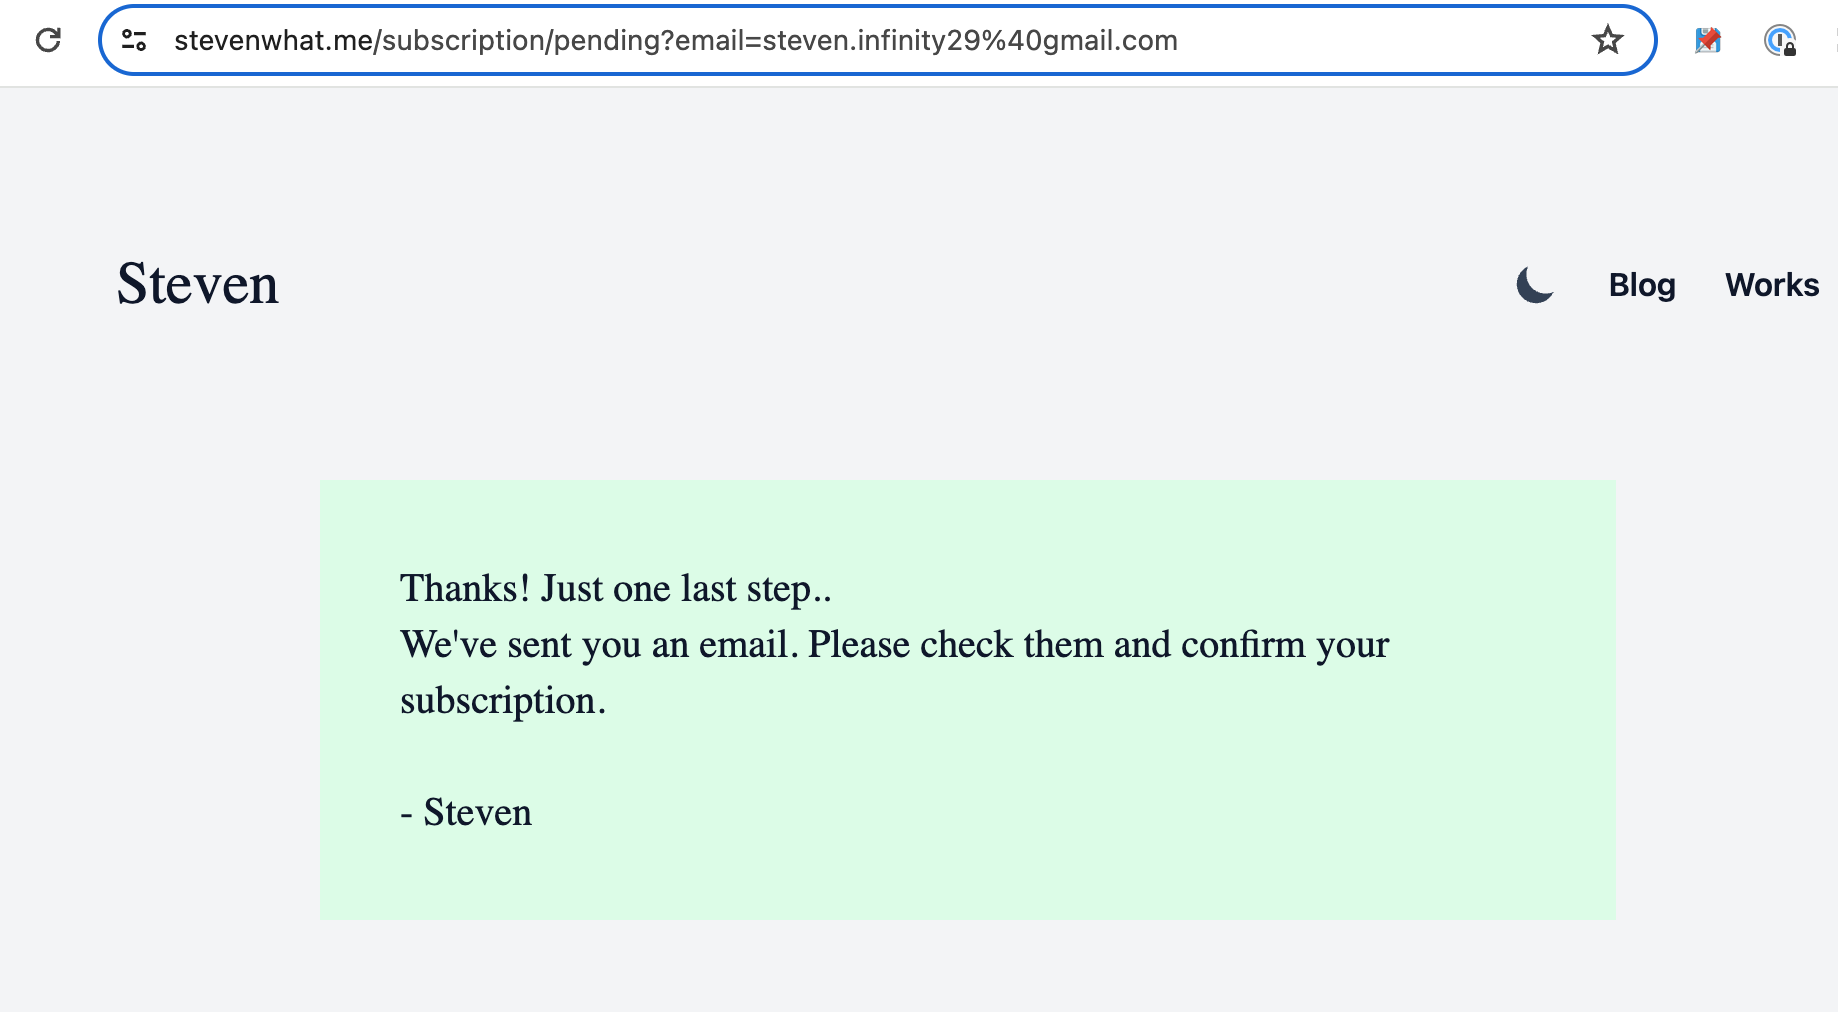 stevenwhat.me/subscription/pending?email=steven.infinity29%40gmail.com
Steven
Blog
Works
Thanks! Just one last step..
We've sent you an email. Please check them and confirm your
subscription.
- Steven